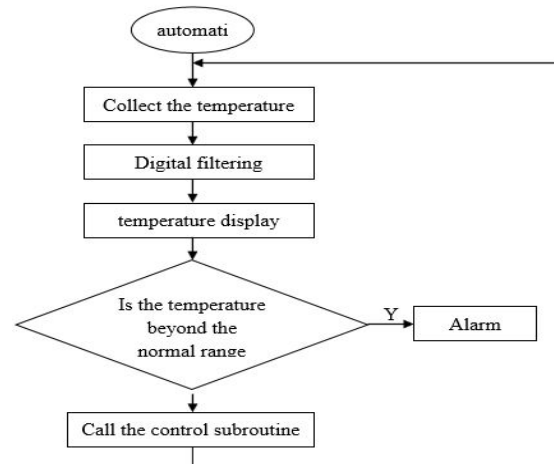 automati
Collect the temperature
Digital filtering
temperature display
Is the temperature
beyond the
normal range
Y
Alarm
Call the control subroutine